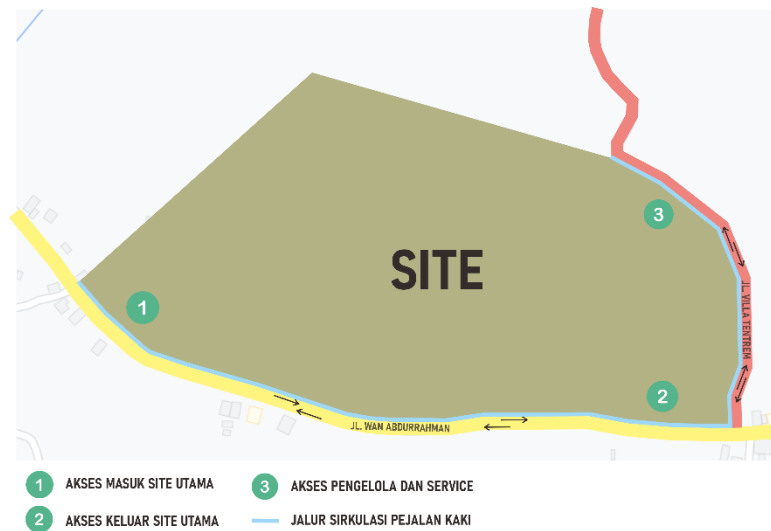 3
SITE
1
JL. VILLA TENTREM
2
JL. WAN ABDURRAHMAN
1 AKSES MASUK SITE UTAMA
3 AKSES PENGELOLA DAN SERVICE
2 AKSES KELUAR SITE UTAMA
JALUR SIRKULASI PEJALAN KAKI